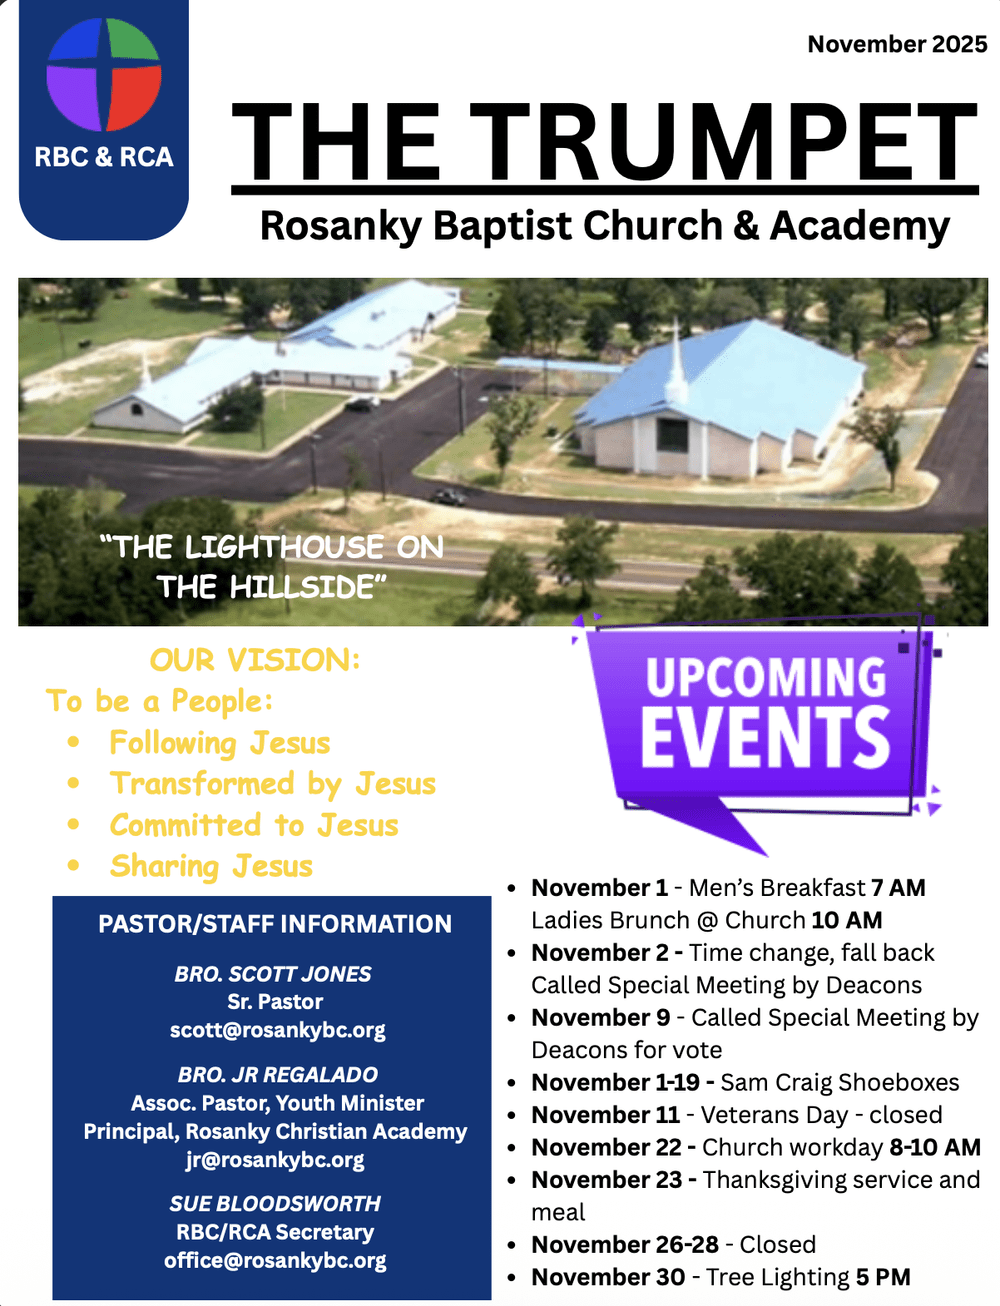 November 2025
RBC & RCA
THE TRUMPET
Rosanky Baptist Church & Academy
“THE LIGHTHOUSE ON
THE HILLSIDE”
OUR VISION:
To be a People:
• Following Jesus
• Transformed by Jesus
• Committed to Jesus
• Sharing Jesus
PASTOR/STAFF INFORMATION
BRO. SCOTT JONES
Sr. Pastor
scott@rosankybc.org
BRO. JR REGALADO
Assoc. Pastor, Youth Minister
Principal, Rosanky Christian Academy
jr@rosankybc.org
SUE BLOODSWORTH
RBC/RCA Secretary
office@rosankybc.org
UPCOMING
EVENTS
• November 1 - Men’s Breakfast 7 AM
Ladies Brunch @ Church 10 AM
• November 2 - Time change, fall back
Called Special Meeting by Deacons
• November 9 - Called Special Meeting by
Deacons for vote
• November 1-19 - Sam Craig Shoeboxes
• November 11 - Veterans Day - closed
• November 22 - Church workday 8-10 AM
• November 23 - Thanksgiving service and
meal
• November 26-28 - Closed
• November 30 - Tree Lighting 5 PM